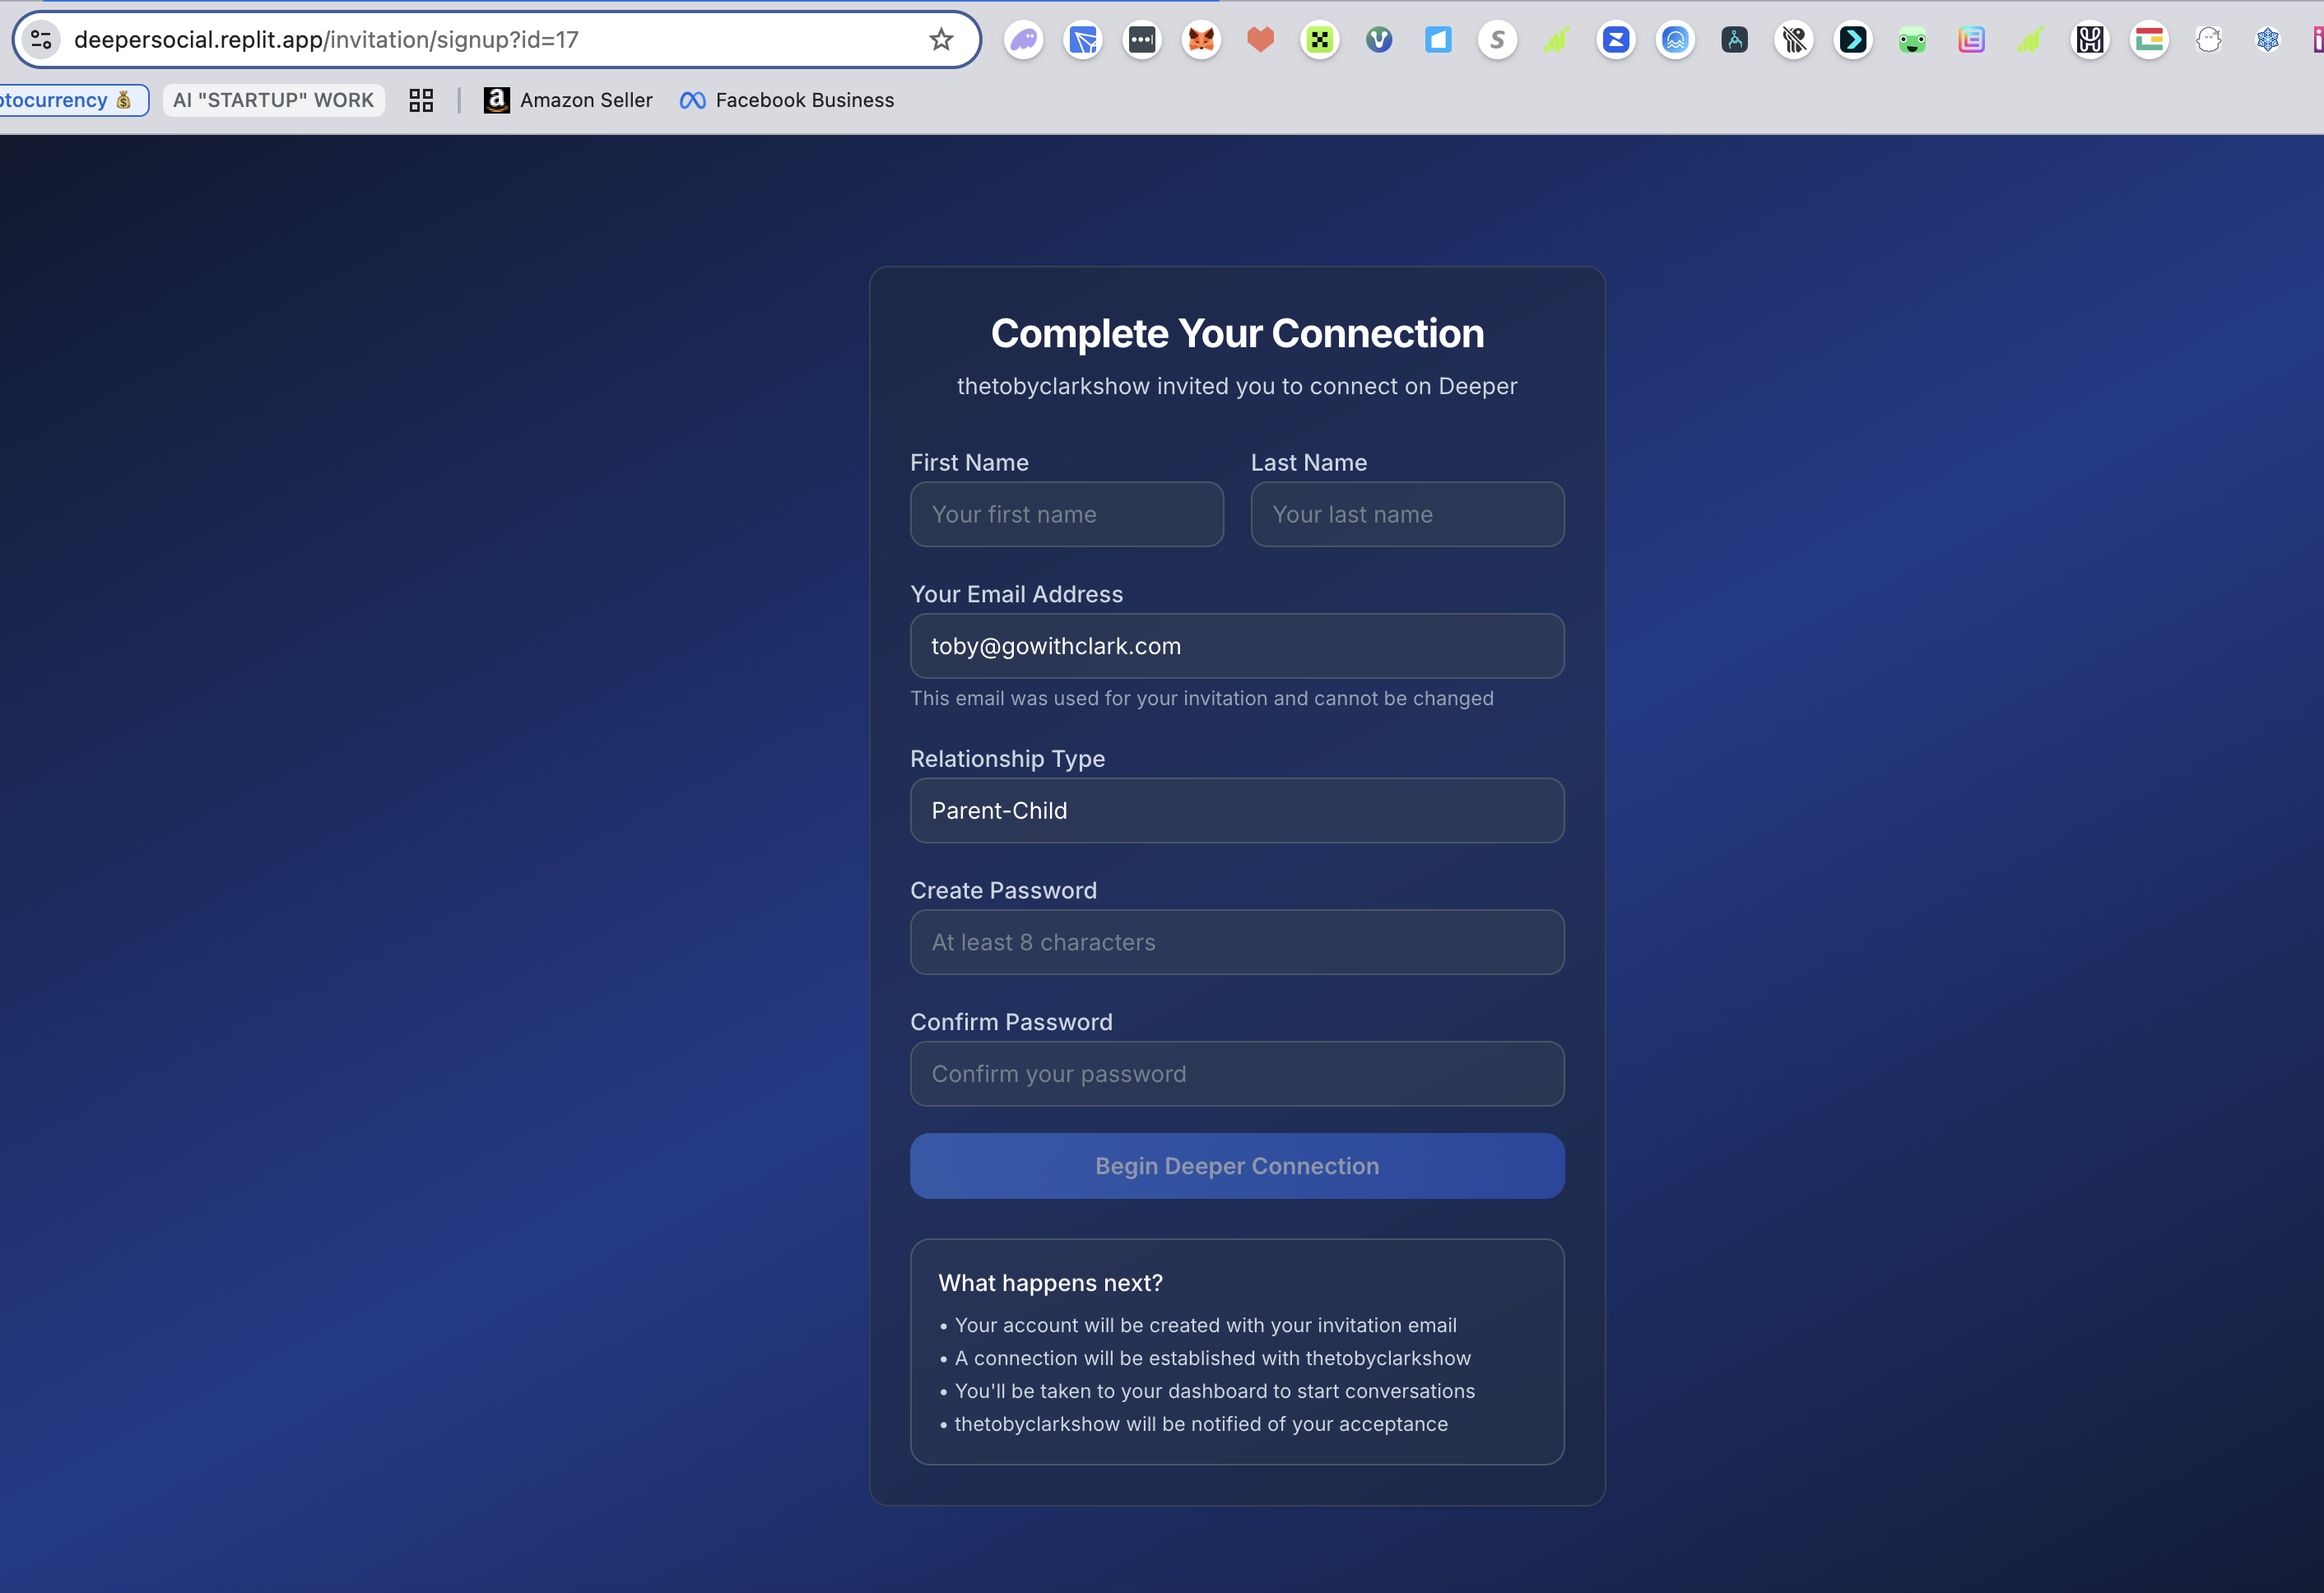 deepersocial.replit.app/invitation/signup?id=17
ptocurrency 💰 AI "STARTUP" WORK Amazon Seller Facebook Business
Complete Your Connection
thetobyclarkshow invited you to connect on Deeper
First Name Last Name
Your first name Your last name
Your Email Address
toby@gowithclark.com
This email was used for your invitation and cannot be changed
Relationship Type
Parent-Child
Create Password
At least 8 characters
Confirm Password
Confirm your password
Begin Deeper Connection
What happens next?
• Your account will be created with your invitation email
• A connection will be established with thetobyclarkshow
• You'll be taken to your dashboard to start conversations
• thetobyclarkshow will be notified of your acceptance